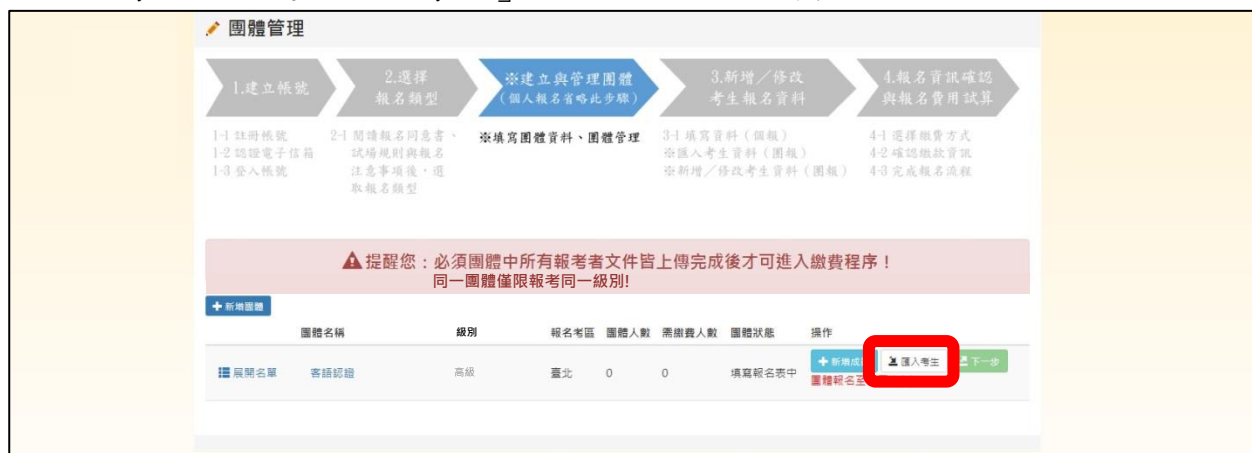 團體管理
1.建立帳號
2.選擇
報名類型
※建立與管理團體
(個人報名省略此步驟)
3.新增／修改
考生報名資料
4.報名資訊確認
與報名費用試算
1-1 註冊帳號
1-2 認證電子信箱
1-3 登入帳號
2-1 閱讀報名同意書、
試場規則與報名
注意事項後，選
取報名類型
※填寫團體資料、團體管理
3-1 填寫資料（個報）
※匯入考生資料（團報）
※新增／修改考生資料（團報）
4-1 選擇繳費方式
4-2 確認繳款資訊
4-3 完成報名流程
提醒您：必須團體中所有報考者文件皆上傳完成後才可進入繳費程序！
同一團體僅限報考同一級別!
新增團體
團體名稱 級別 報名考區 團體人數 需繳費人數 團體狀態 操作
展開名單 客語認證 高級 臺北 0 0 填寫報名表中 新增成 匯入考生 下一步
團體報名至